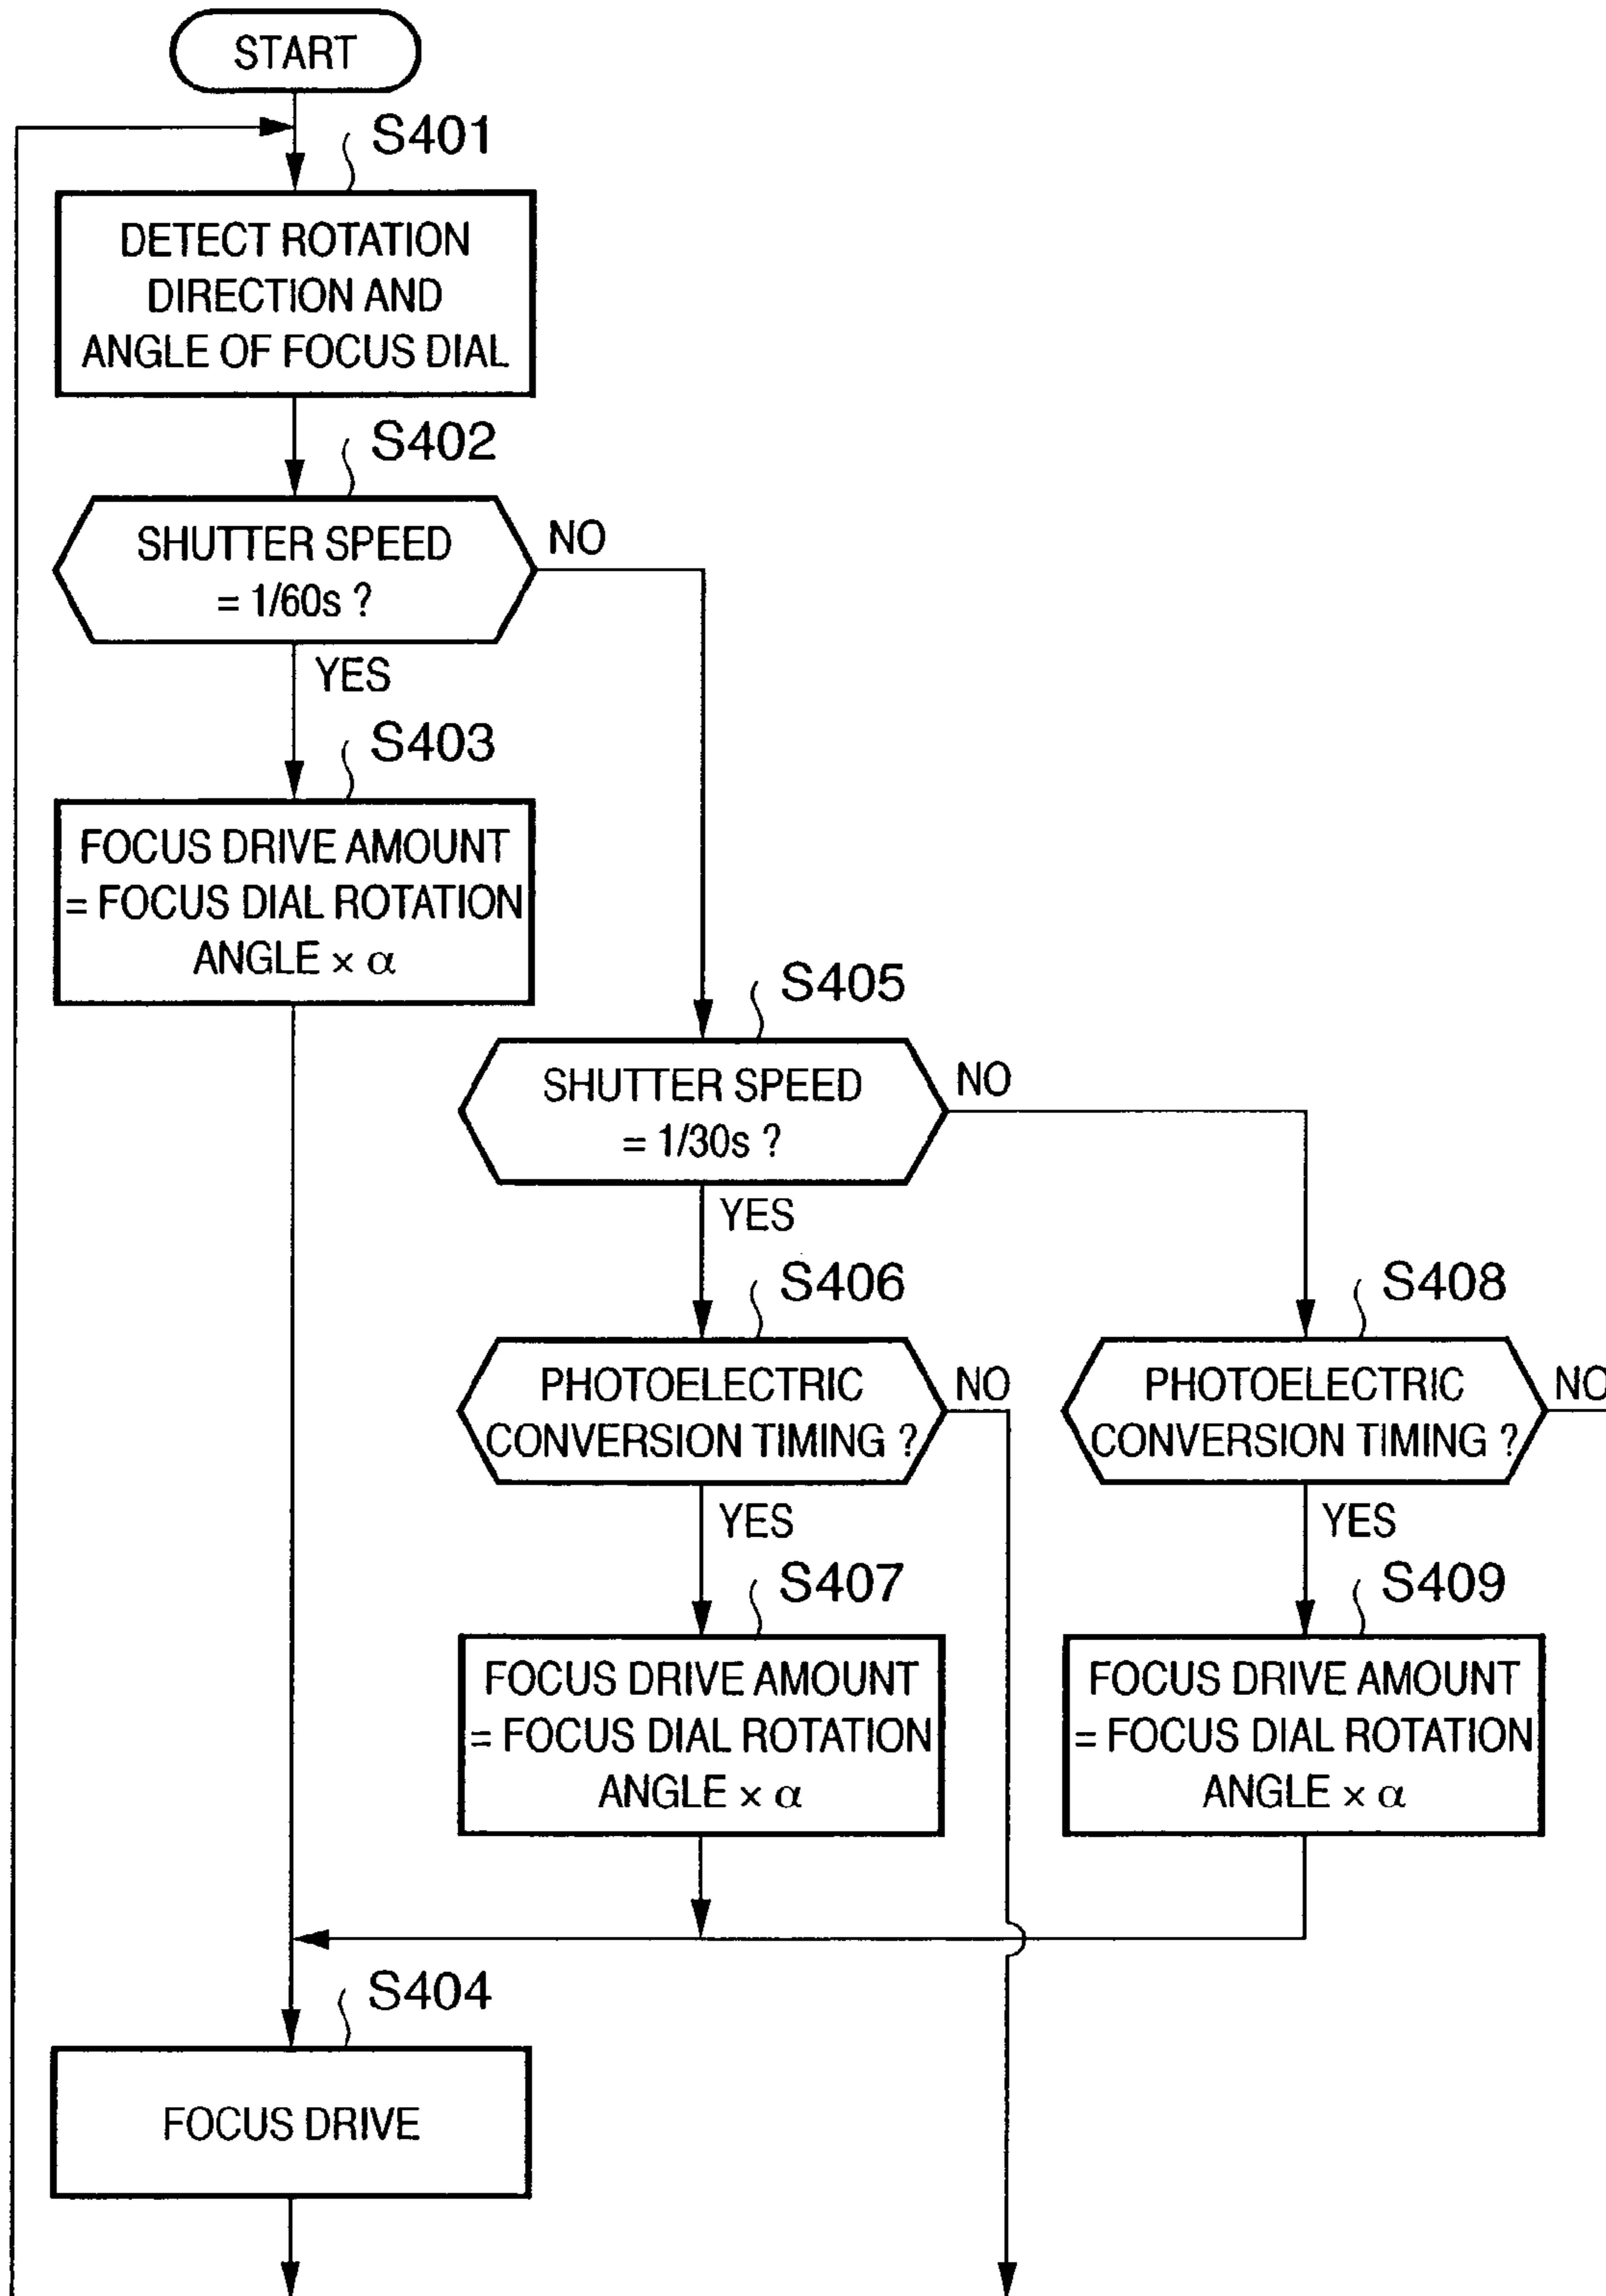 START
S401
DETECT ROTATION
DIRECTION AND
ANGLE OF FOCUS DIAL
S402
SHUTTER SPEED
= 1/60s ?
NO
YES
S403
FOCUS DRIVE AMOUNT
= FOCUS DIAL ROTATION
ANGLE × α
S405
SHUTTER SPEED
= 1/30s ?
NO
YES
S406
PHOTOELECTRIC
CONVERSION TIMING ?
NO
YES
S408
PHOTOELECTRIC
CONVERSION TIMING ?
NO
YES
S407
FOCUS DRIVE AMOUNT
= FOCUS DIAL ROTATION
ANGLE × α
S409
FOCUS DRIVE AMOUNT
= FOCUS DIAL ROTATION
ANGLE × α
S404
FOCUS DRIVE